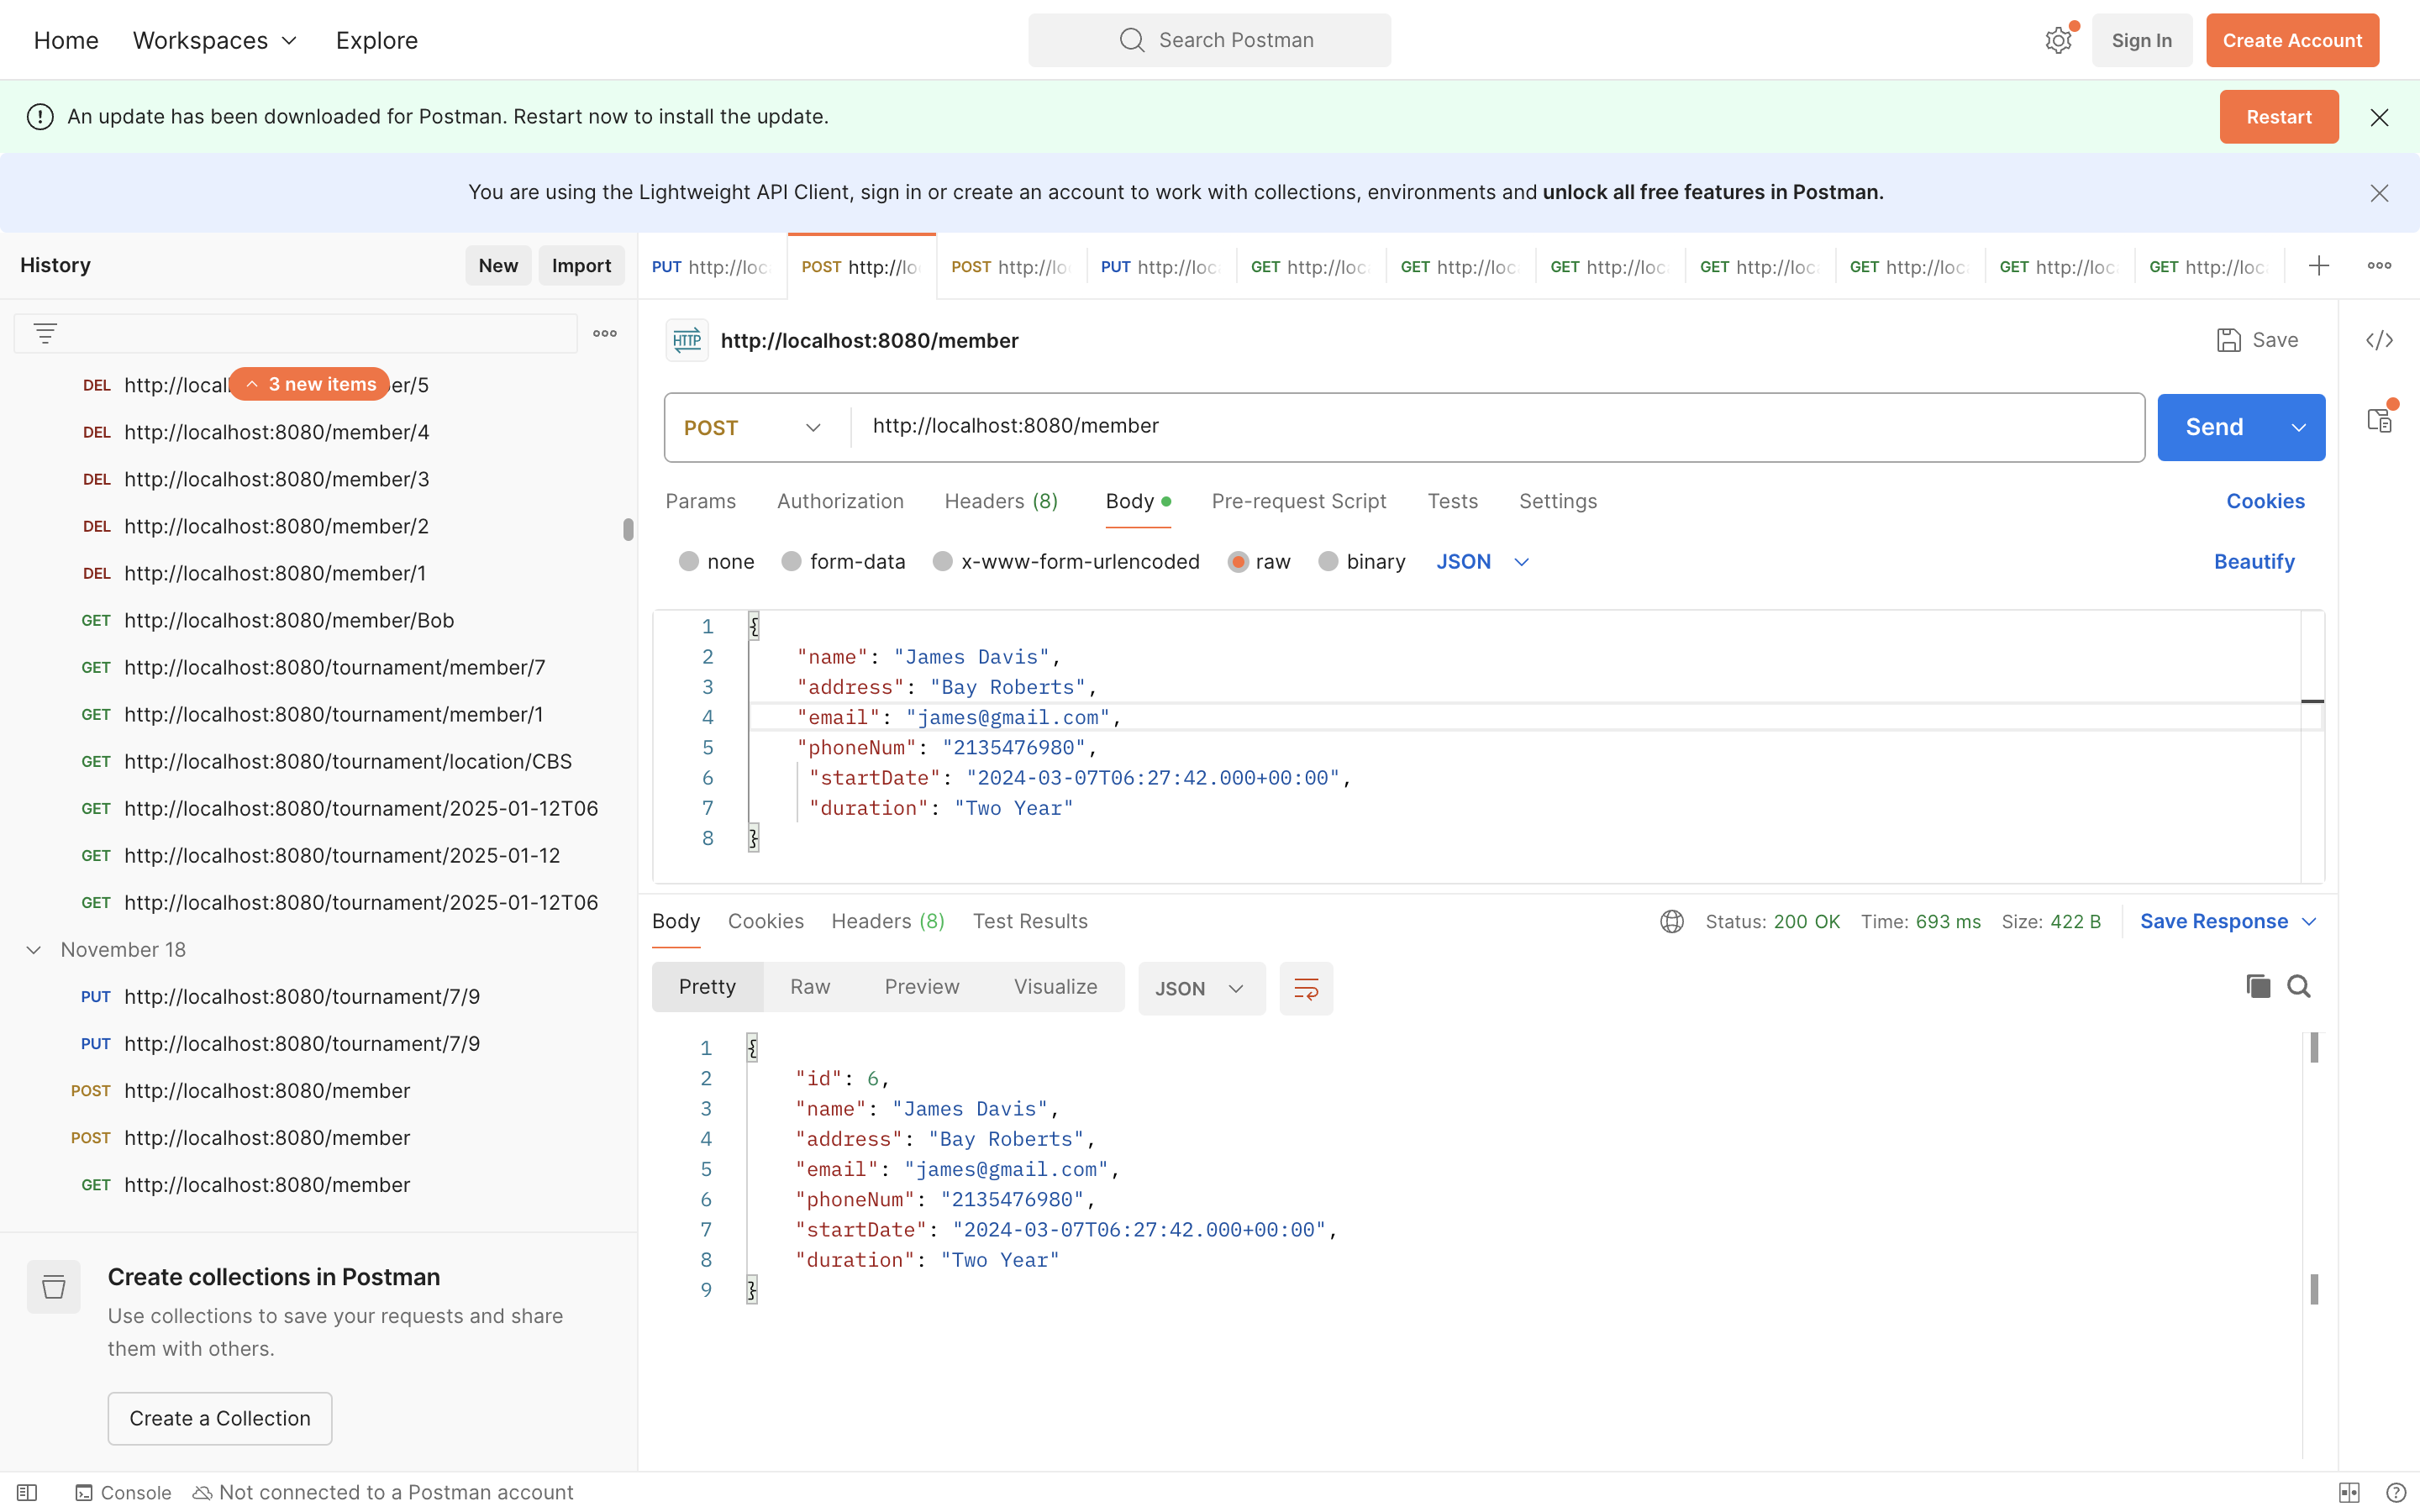 Home Workspaces Explore Search Postman Sign In Create Account
An update has been downloaded for Postman. Restart now to install the update. Restart
You are using the Lightweight API Client, sign in or create an account to work with collections, environments and unlock all free features in Postman.
History New Import
PUT http://loc POST http://lo POST http://lo PUT http://loc GET http://loc GET http://loc GET http://loc GET http://loc GET http://loc GET http://loc GET http://loc
3 new items
DEL http://local er/5
DEL http://localhost:8080/member/4
DEL http://localhost:8080/member/3
DEL http://localhost:8080/member/2
DEL http://localhost:8080/member/1
GET http://localhost:8080/member/Bob
GET http://localhost:8080/tournament/member/7
GET http://localhost:8080/tournament/member/1
GET http://localhost:8080/tournament/location/CBS
GET http://localhost:8080/tournament/2025-01-12T06
GET http://localhost:8080/tournament/2025-01-12
GET http://localhost:8080/tournament/2025-01-12T06
November 18
PUT http://localhost:8080/tournament/7/9
PUT http://localhost:8080/tournament/7/9
POST http://localhost:8080/member
POST http://localhost:8080/member
GET http://localhost:8080/member
Create collections in Postman
Use collections to save your requests and share
them with others.
Create a Collection
HTTP http://localhost:8080/member Save
POST http://localhost:8080/member Send
Params Authorization Headers (8) Body Pre-request Script Tests Settings Cookies
none form-data x-www-form-urlencoded raw binary JSON Beautify
1 {
2 "name": "James Davis",
3 "address": "Bay Roberts",
4 "email": "james@gmail.com",
5 "phoneNum": "2135476980",
6 "startDate": "2024-03-07T06:27:42.000+00:00",
7 "duration": "Two Year"
8 }
Body Cookies Headers (8) Test Results Status: 200 OK Time: 693 ms Size: 422 B Save Response
Pretty Raw Preview Visualize JSON
1 {
2 "id": 6,
3 "name": "James Davis",
4 "address": "Bay Roberts",
5 "email": "james@gmail.com",
6 "phoneNum": "2135476980",
7 "startDate": "2024-03-07T06:27:42.000+00:00",
8 "duration": "Two Year"
9 }
Console Not connected to a Postman account